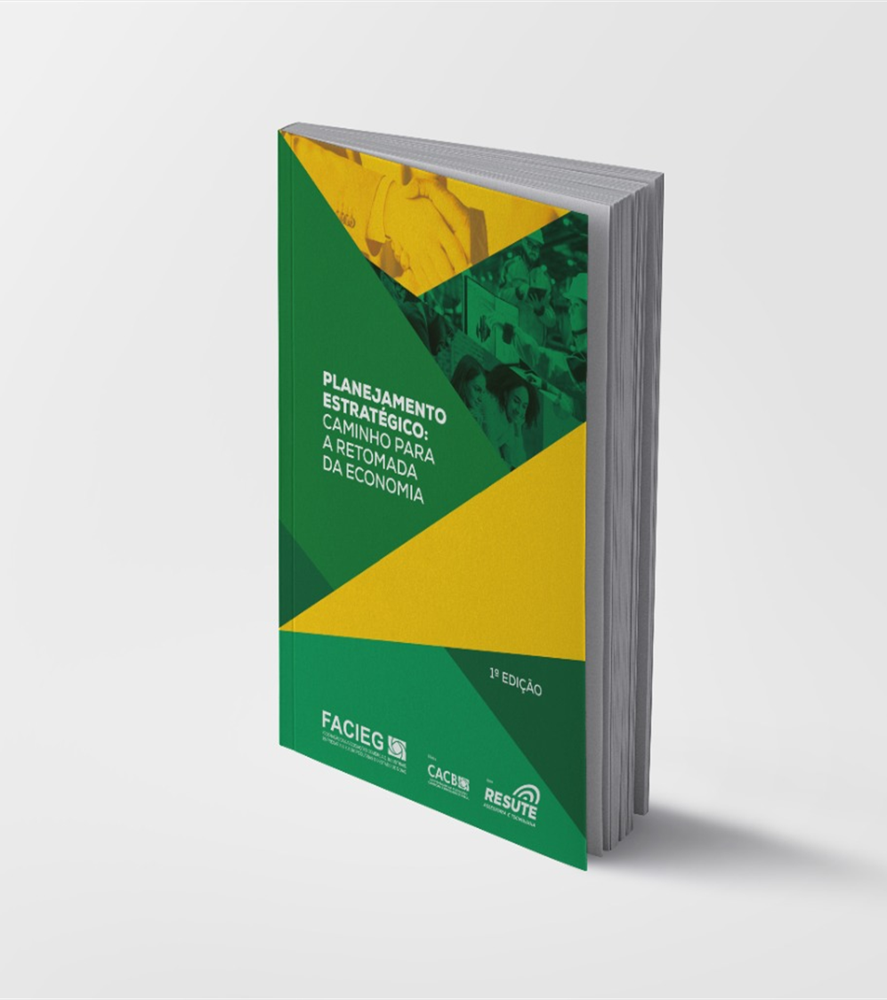 PLANEJAMENTO
ESTRATÉGICO:
CAMINHO PARA
A RETOMADA
DA ECONOMIA
1ª EDIÇÃO
FACIEG
CACB
RESUTE